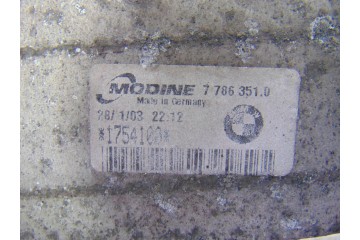 MODINE 7 786 351.0
Made in Germany
28/1/03 22:12
*1754100*